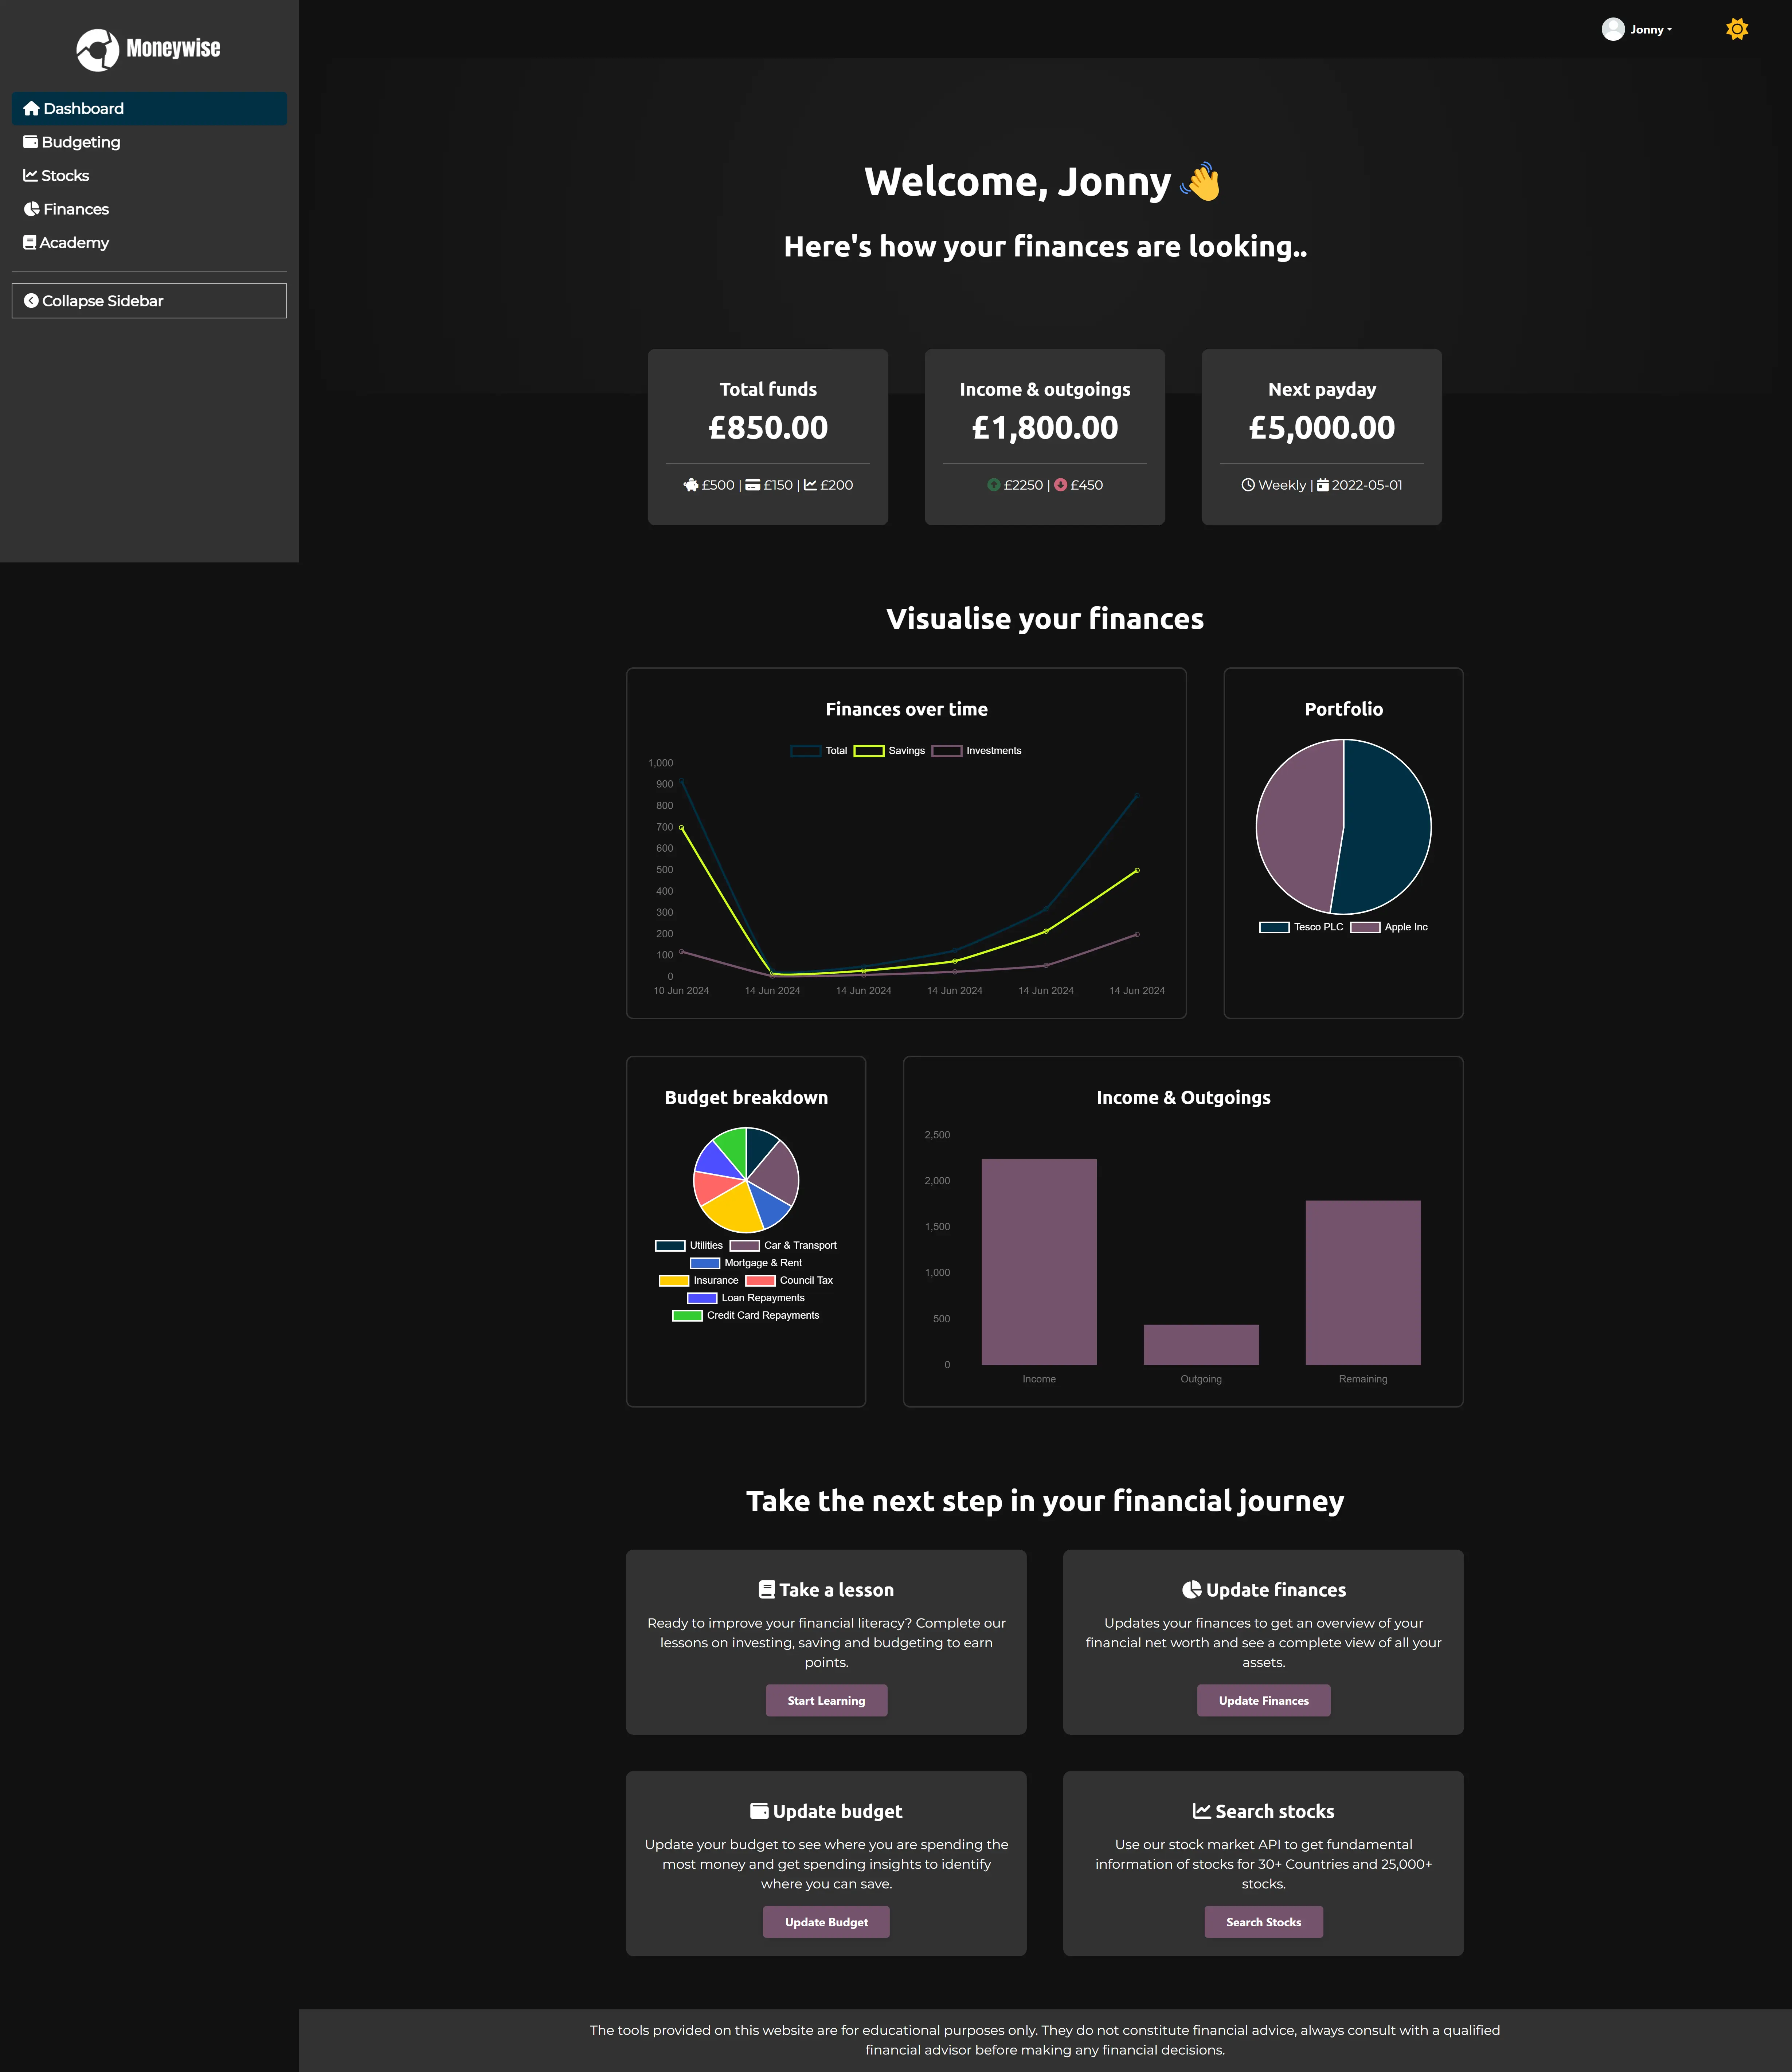 Moneywise
Dashboard
Budgeting
Stocks
Finances
Academy
Collapse Sidebar
Jonny
Welcome, Jonny 👋
Here's how your finances are looking..
Total funds
£850.00
£500 | £150 | £200
Income & outgoings
£1,800.00
£2250 | £450
Next payday
£5,000.00
Weekly | 2022-05-01
Visualise your finances
Finances over time
Total Savings Investments
1,000
900
800
700
600
500
400
300
200
100
0
10 Jun 2024 14 Jun 2024 14 Jun 2024 14 Jun 2024 14 Jun 2024 14 Jun 2024
Portfolio
Tesco PLC Apple Inc
Budget breakdown
Utilities Car & Transport
Mortgage & Rent
Insurance Council Tax
Loan Repayments
Credit Card Repayments
Income & Outgoings
2,500
2,000
1,500
1,000
500
0
Income Outgoing Remaining
Take the next step in your financial journey
Take a lesson
Ready to improve your financial literacy? Complete our
lessons on investing, saving and budgeting to earn
points.
Start Learning
Update finances
Updates your finances to get an overview of your
financial net worth and see a complete view of all your
assets.
Update Finances
Update budget
Update your budget to see where you are spending the
most money and get spending insights to identify
where you can save.
Update Budget
Search stocks
Use our stock market API to get fundamental
information of stocks for 30+ Countries and 25,000+
stocks.
Search Stocks
The tools provided on this website are for educational purposes only. They do not constitute financial advice, always consult with a qualified
financial advisor before making any financial decisions.